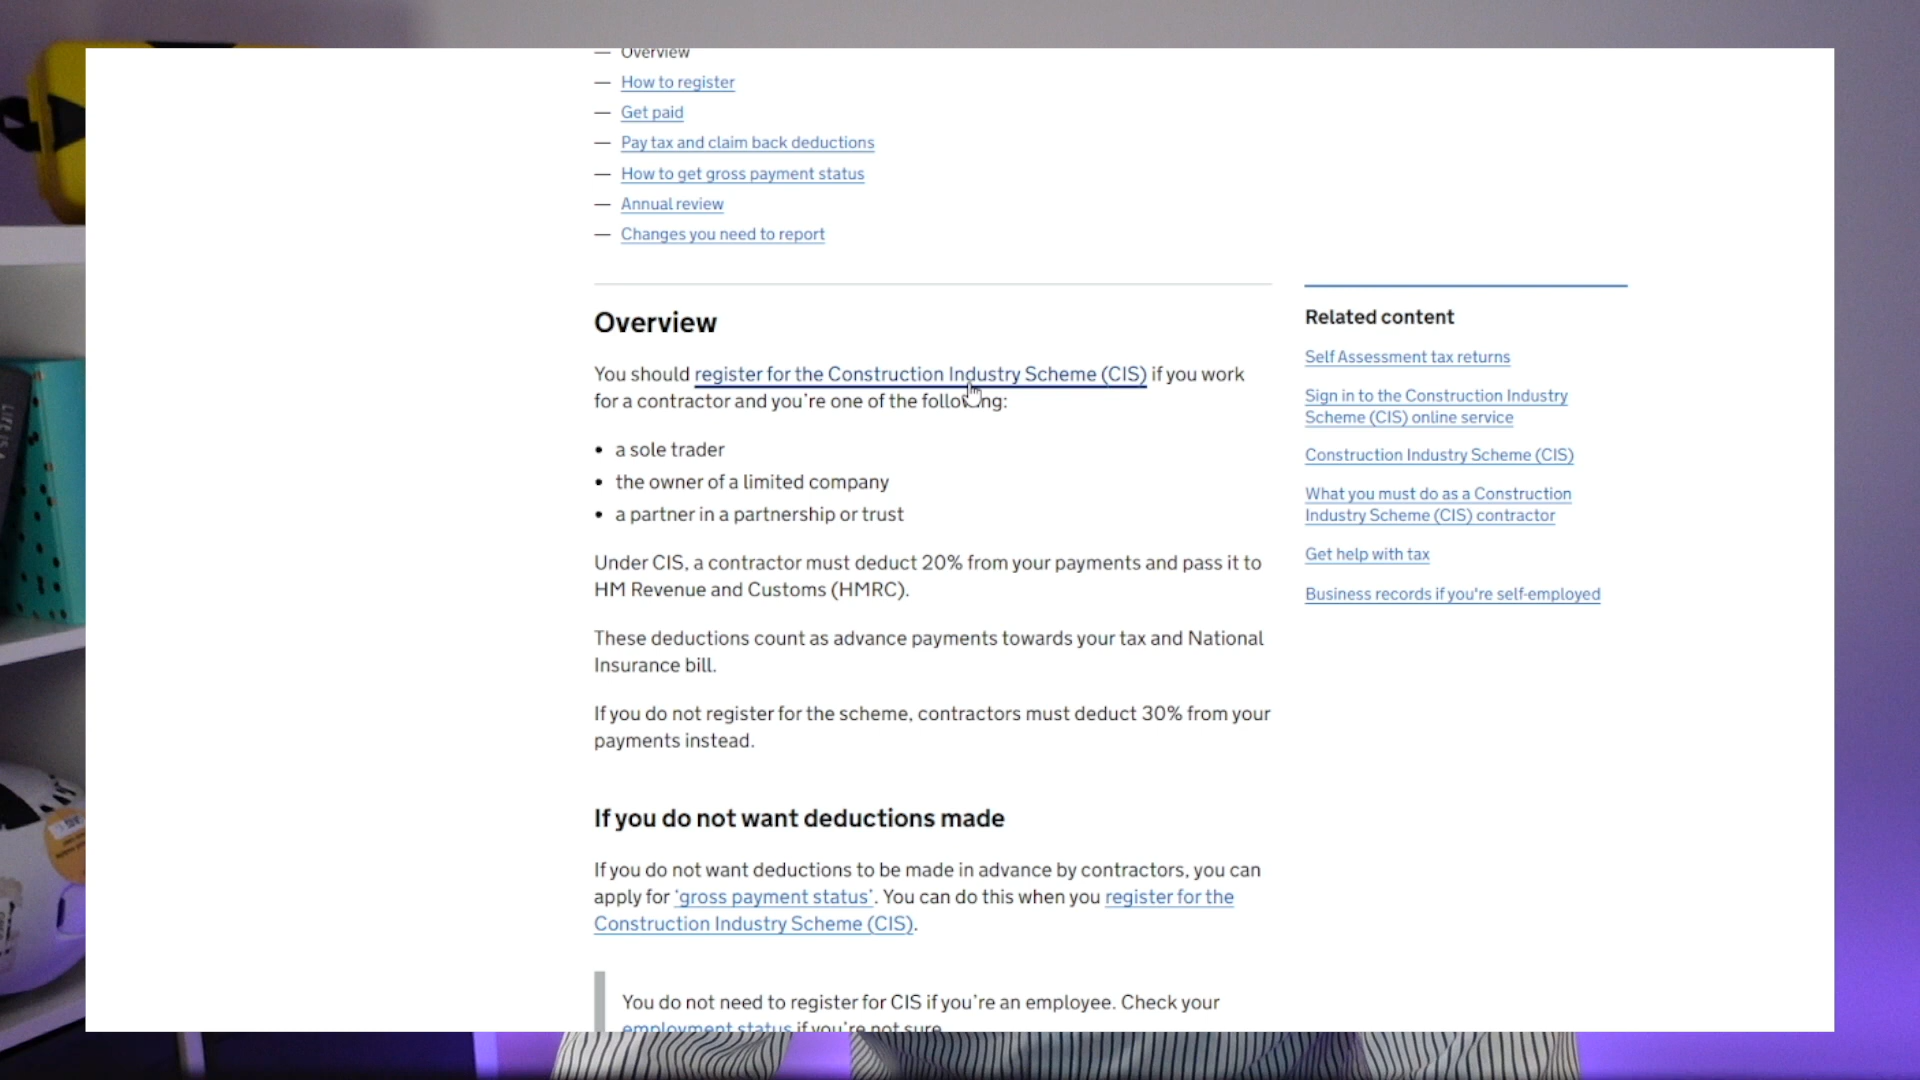 — Overview
— How to register
— Get paid
— Pay tax and claim back deductions
— How to get gross payment status
— Annual review
— Changes you need to report
Overview
You should register for the Construction Industry Scheme (CIS) if you work
for a contractor and you're one of the following:
• a sole trader
• the owner of a limited company
• a partner in a partnership or trust
Under CIS, a contractor must deduct 20% from your payments and pass it to
HM Revenue and Customs (HMRC).
These deductions count as advance payments towards your tax and National
Insurance bill.
If you do not register for the scheme, contractors must deduct 30% from your
payments instead.
If you do not want deductions made
If you do not want deductions to be made in advance by contractors, you can
apply for ‘gross payment status’. You can do this when you register for the
Construction Industry Scheme (CIS).
You do not need to register for CIS if you’re an employee. Check your
employment status if you’re not sure.
Related content
Self Assessment tax returns
Sign in to the Construction Industry
Scheme (CIS) online service
Construction Industry Scheme (CIS)
What you must do as a Construction
Industry Scheme (CIS) contractor
Get help with tax
Business records if you're self-employed